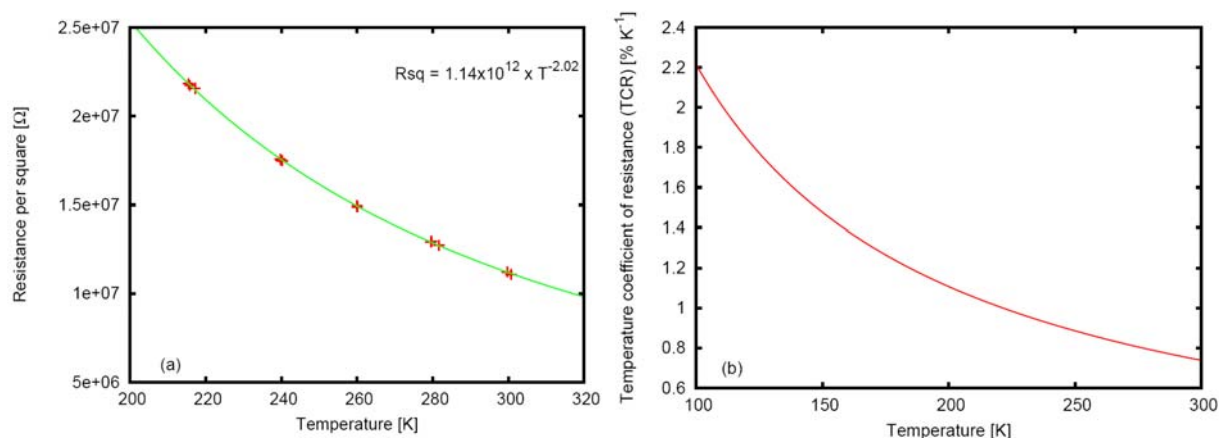 2.5e+07
2e+07
1.5e+07
1e+07
5e+06
Resistance per square [Ω]
Rsq = 1.14x10^12 x T^-2.02
(a)
200 220 240 260 280 300 320
Temperature [K]
2.4
2.2
2
1.8
1.6
1.4
1.2
1
0.8
0.6
Temperature coefficient of resistance (TCR) [% K^-1]
(b)
100 150 200 250 300
Temperature [K]